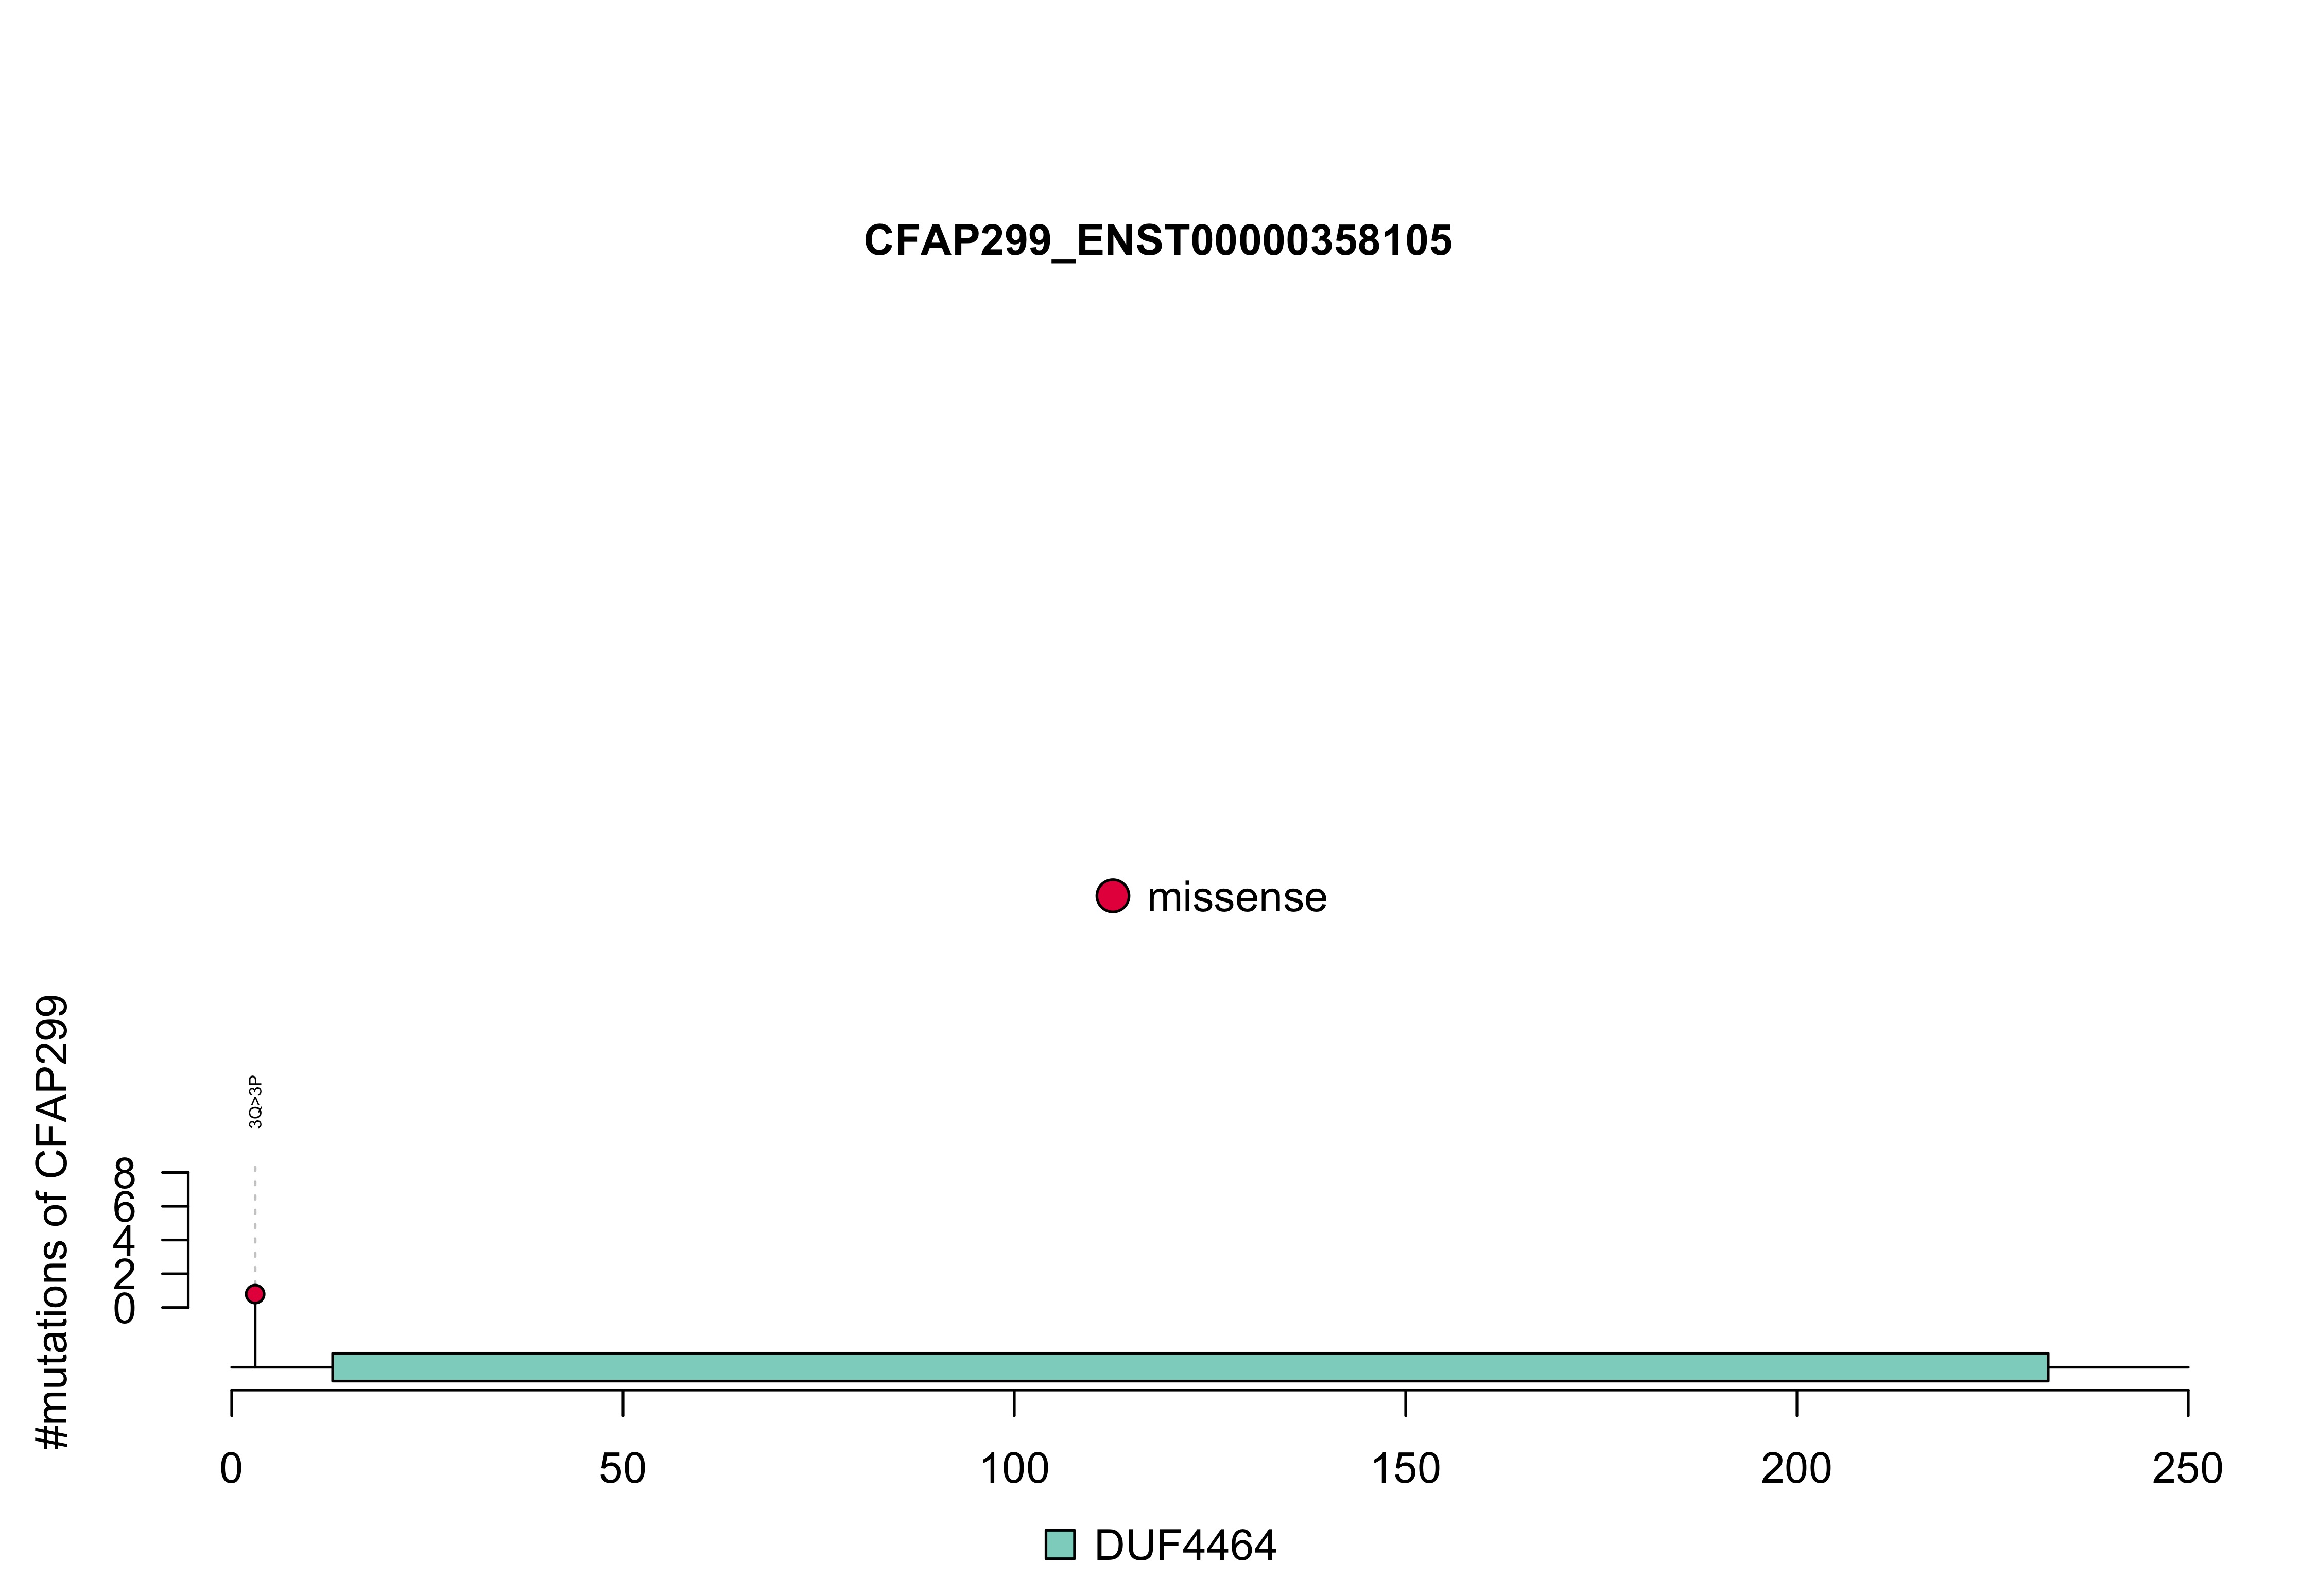 CFAP299_ENST00000358105
missense
#mutations of CFAP299
3Q>3P
8
6
4
2
0
0 50 100 150 200 250
DUF4464